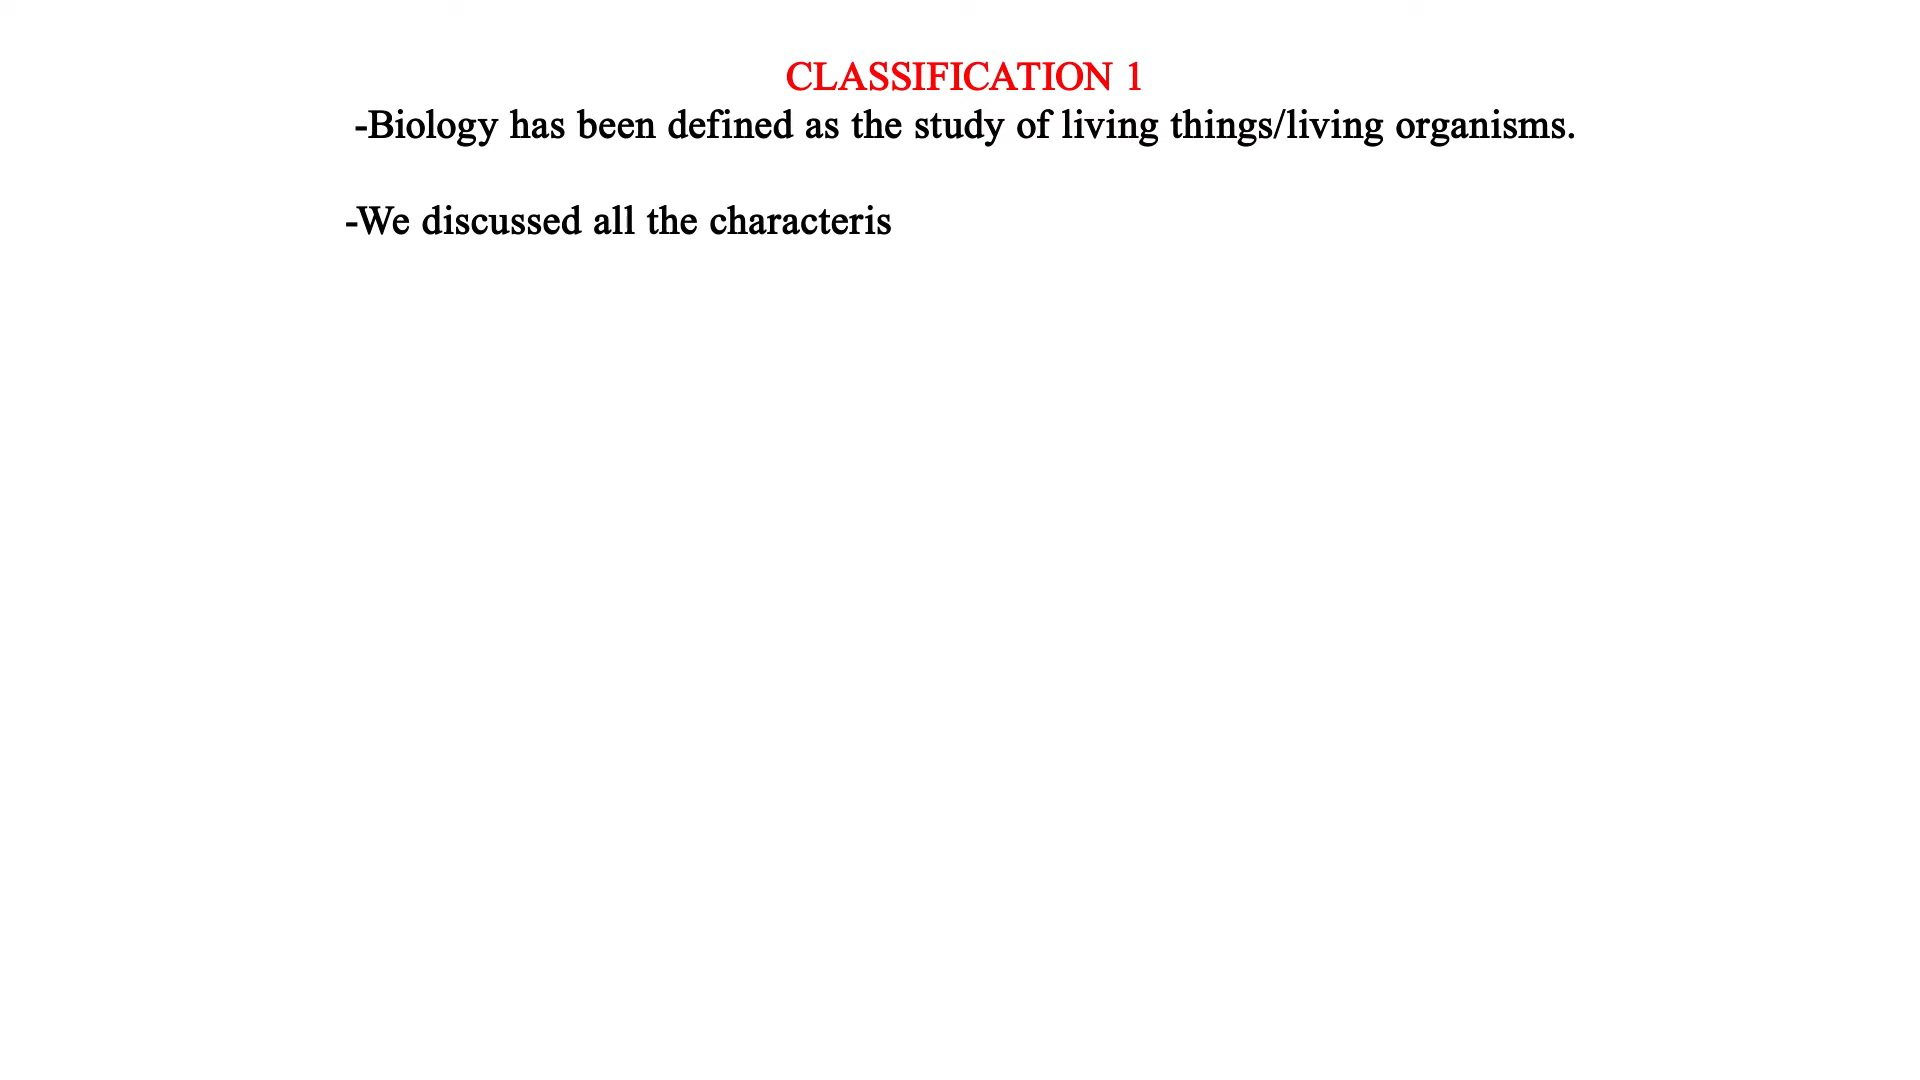 CLASSIFICATION 1
-Biology has been defined as the study of living things/living organisms.
-We discussed all the characteris